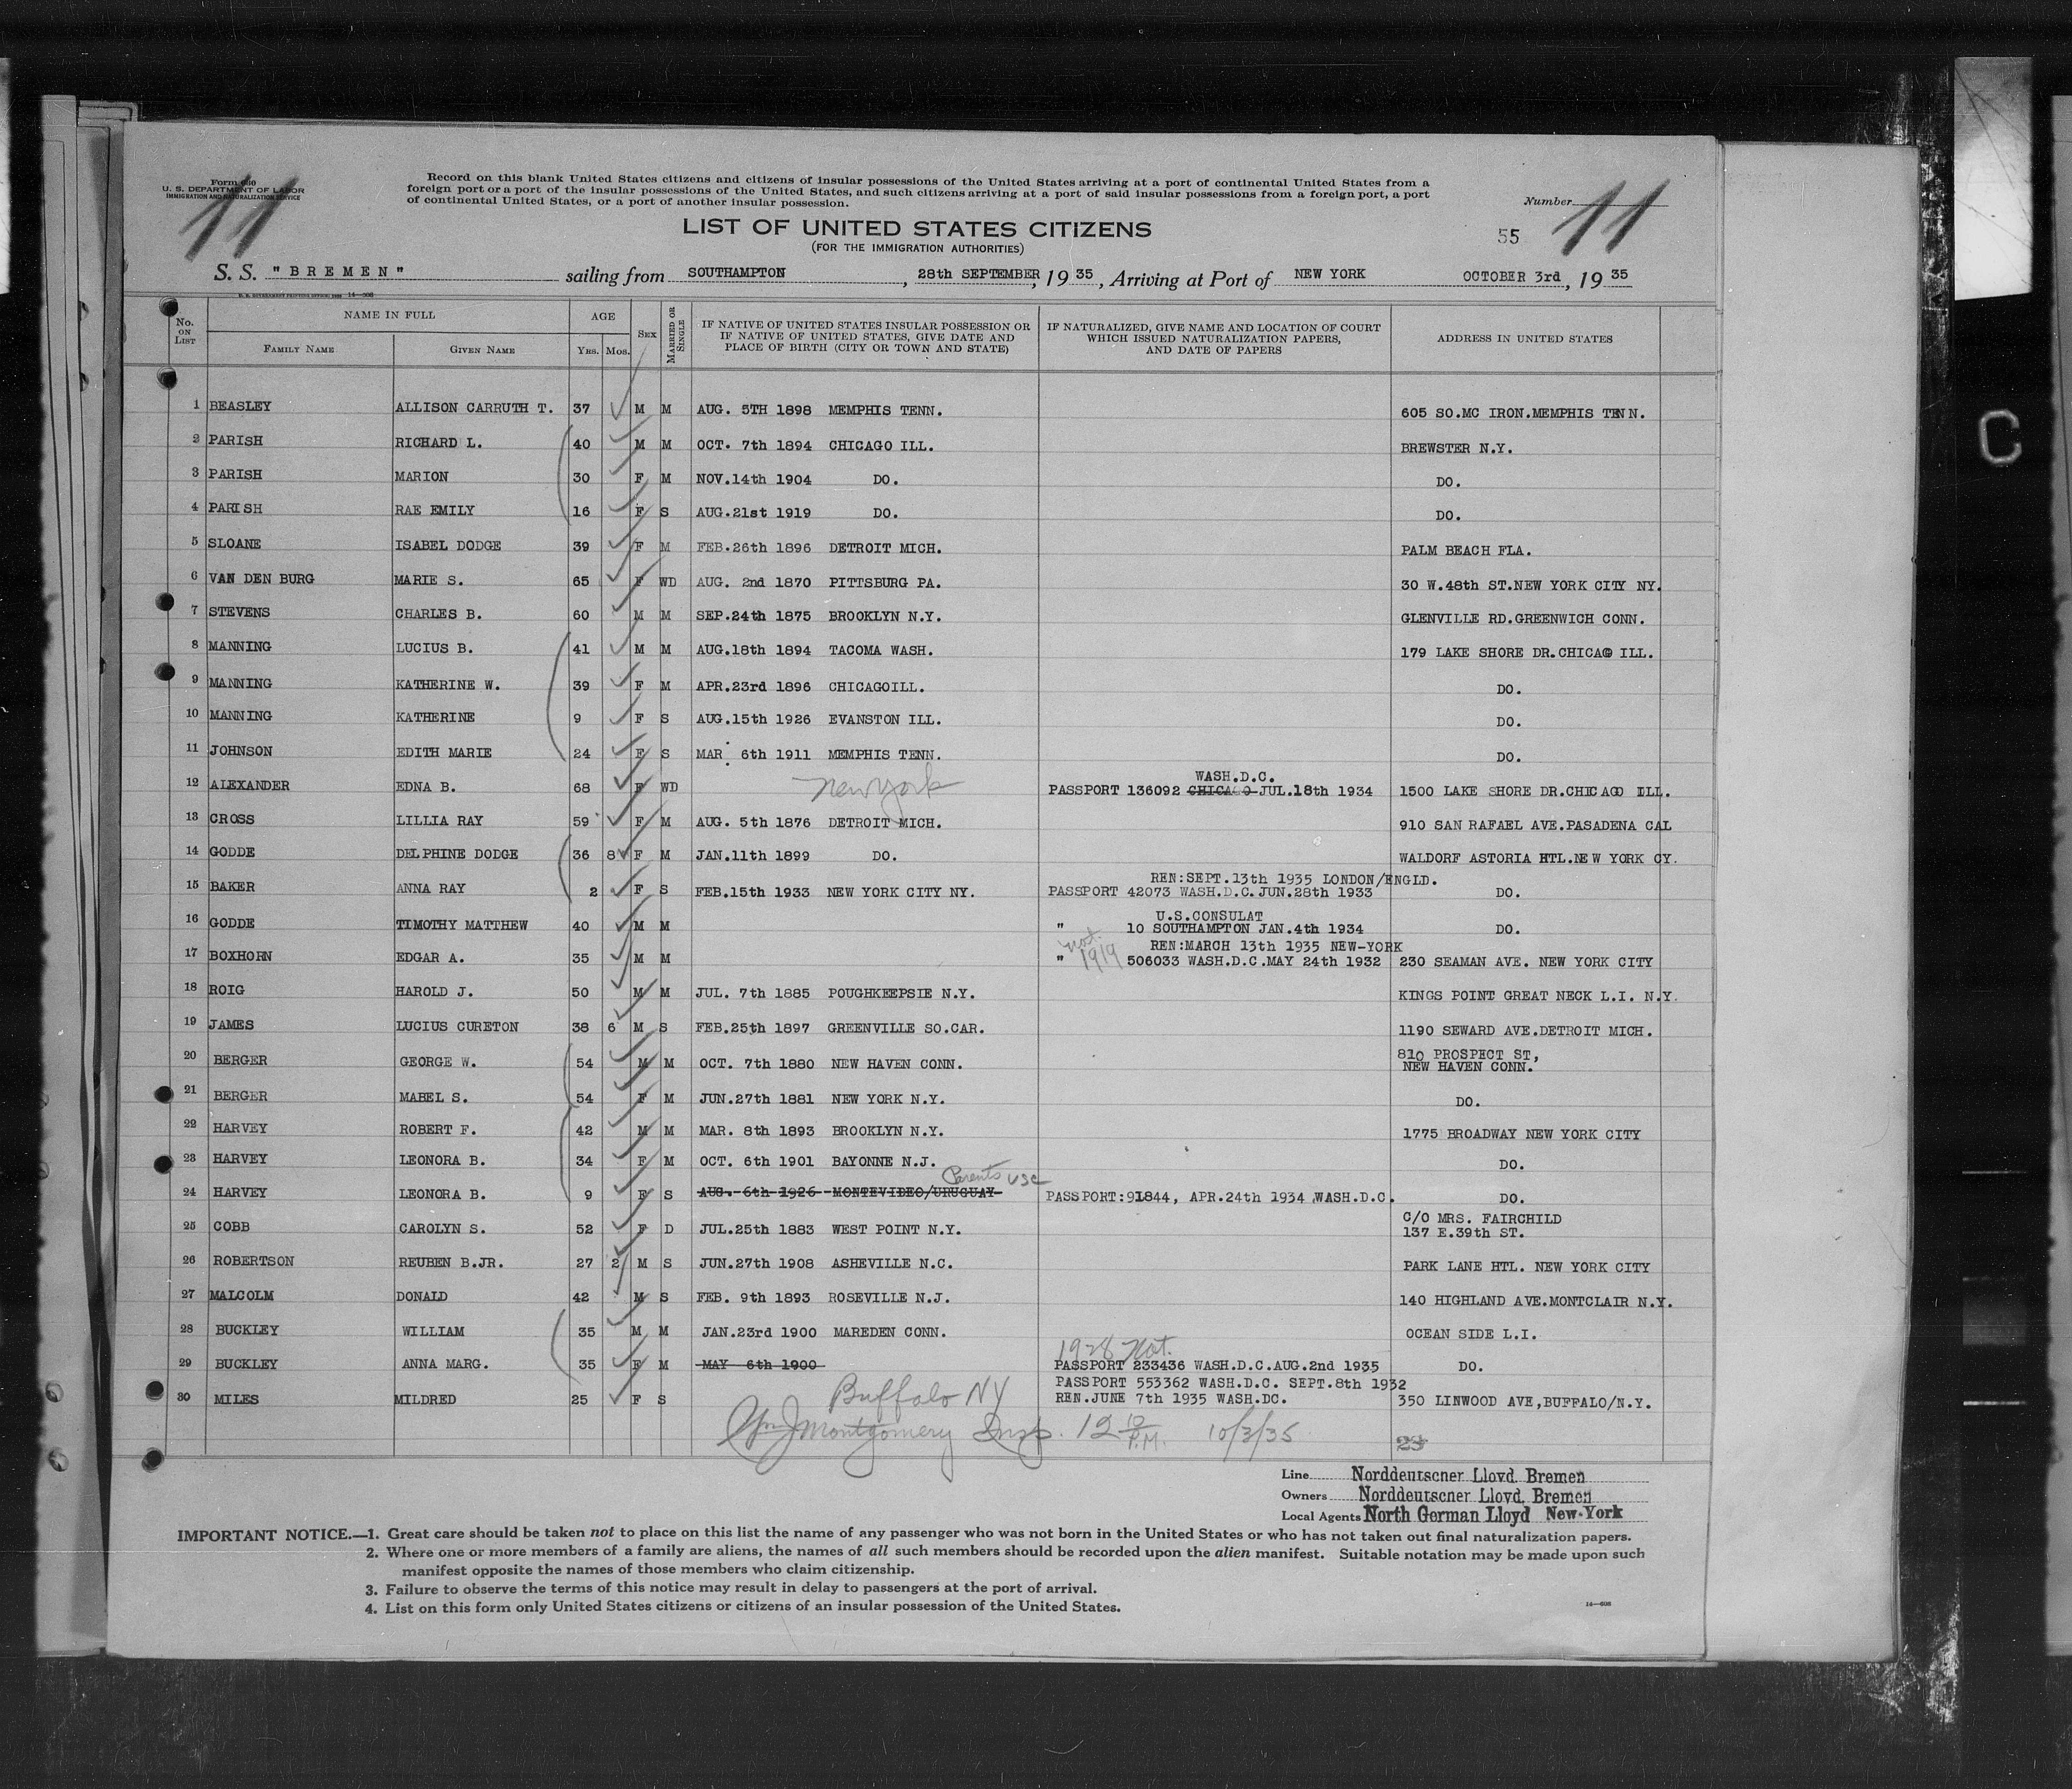 Form 630
U. S. DEPARTMENT OF LABOR
IMMIGRATION AND NATURALIZATION SERVICE
11
Record on this blank United States citizens and citizens of insular possessions of the United States arriving at a port of continental United States from a
foreign port or a port of the insular possessions of the United States, and such citizens arriving at a port of said insular possessions from a foreign port, a port
of continental United States, or a port of another insular possession.
Number 11
55
LIST OF UNITED STATES CITIZENS
(FOR THE IMMIGRATION AUTHORITIES)
S. S. "BREMEN" sailing from SOUTHAMPTON, 28th SEPTEMBER, 1935, Arriving at Port of NEW YORK OCTOBER 3rd, 1935
No. ON LIST NAME IN FULL FAMILY NAME GIVEN NAME AGE YRS. MOS. SEX MARRIED OR SINGLE IF NATIVE OF UNITED STATES INSULAR POSSESSION OR IF NATIVE OF UNITED STATES, GIVE DATE AND PLACE OF BIRTH (CITY OR TOWN AND STATE) IF NATURALIZED, GIVE NAME AND LOCATION OF COURT WHICH ISSUED NATURALIZATION PAPERS, AND DATE OF PAPERS ADDRESS IN UNITED STATES
1 BEASLEY ALLISON CARRUTH T. 37 M M AUG. 5TH 1898 MEMPHIS TENN. 605 SO.MC IRON.MEMPHIS TENN.
2 PARISH RICHARD L. 40 M M OCT. 7th 1894 CHICAGO ILL. BREWSTER N.Y.
3 PARISH MARION 30 F M NOV.14th 1904 DO. DO.
4 PARISH RAE EMILY 16 F S AUG.21st 1919 DO. DO.
5 SLOANE ISABEL DODGE 39 F M FEB.26th 1896 DETROIT MICH. PALM BEACH FLA.
6 VAN DEN BURG MARIE S. 65 F WD AUG. 2nd 1870 PITTSBURG PA. 30 W.48th ST.NEW YORK CITY NY.
7 STEVENS CHARLES B. 60 M M SEP.24th 1875 BROOKLYN N.Y. GLENVILLE RD.GREENWICH CONN.
8 MANNING LUCIUS B. 41 M M AUG.18th 1894 TACOMA WASH. 179 LAKE SHORE DR.CHICAGO ILL.
9 MANNING KATHERINE W. 39 F M APR.23rd 1896 CHICAGOILL. DO.
10 MANNING KATHERINE 9 F S AUG.15th 1926 EVANSTON ILL. DO.
11 JOHNSON EDITH MARIE 24 F S MAR. 6th 1911 MEMPHIS TENN. DO.
WASH.D.C.
12 ALEXANDER EDNA B. 68 F WD New York PASSPORT 136092 CHICAGO JUL.18th 1934 1500 LAKE SHORE DR.CHICAGO ILL.
13 CROSS LILLIA RAY 59 F M AUG. 5th 1876 DETROIT MICH. 910 SAN RAFAEL AVE.PASADENA CAL
14 GODDE DELPHINE DODGE 36 8 F M JAN.11th 1899 DO. WALDORF ASTORIA HTL.NEW YORK CY.
REN:SEPT.13th 1935 LONDON/ENGLD.
15 BAKER ANNA RAY 2 F S FEB.15th 1933 NEW YORK CITY NY. PASSPORT 42073 WASH.D.C.JUN.28th 1933 DO.
U.S.CONSULAT
16 GODDE TIMOTHY MATTHEW 40 M M " 10 SOUTHAMPTON JAN.4th 1934 DO.
nat. 1919 REN:MARCH 13th 1935 NEW-YORK
17 BOXHORN EDGAR A. 35 M M " 506033 WASH.D.C.MAY 24th 1932 230 SEAMAN AVE. NEW YORK CITY
18 ROIG HAROLD J. 50 M M JUL. 7th 1885 POUGHKEEPSIE N.Y. KINGS POINT GREAT NECK L.I. N.Y.
19 JAMES LUCIUS CURETON 38 6 M S FEB.25th 1897 GREENVILLE SO.CAR. 1190 SEWARD AVE.DETROIT MICH.
20 BERGER GEORGE W. 54 M M OCT. 7th 1880 NEW HAVEN CONN. 810 PROSPECT ST,
NEW HAVEN CONN.
21 BERGER MABEL S. 54 F M JUN.27th 1881 NEW YORK N.Y. DO.
22 HARVEY ROBERT F. 42 M M MAR. 8th 1893 BROOKLYN N.Y. 1775 BROADWAY NEW YORK CITY
23 HARVEY LEONORA B. 34 F M OCT. 6th 1901 BAYONNE N.J. DO.
Parents USC
24 HARVEY LEONORA B. 9 F S AUG. 6th 1926 MONTEVIDEO/URUGUAY PASSPORT:91844, APR.24th 1934 WASH.D.C. DO.
25 COBB CAROLYN S. 52 F D JUL.25th 1883 WEST POINT N.Y. C/O MRS. FAIRCHILD
137 E.39th ST.
26 ROBERTSON REUBEN B.JR. 27 2 M S JUN.27th 1908 ASHEVILLE N.C. PARK LANE HTL. NEW YORK CITY
27 MALCOLM DONALD 42 M S FEB. 9th 1893 ROSEVILLE N.J. 140 HIGHLAND AVE.MONTCLAIR N.Y.
28 BUCKLEY WILLIAM 35 M M JAN.23rd 1900 MAREDEN CONN. OCEAN SIDE L.I.
1928 Nat.
29 BUCKLEY ANNA MARG. 35 F M MAY 6th 1900 PASSPORT 233436 WASH.D.C.AUG.2nd 1935 DO.
PASSPORT 553362 WASH.D.C. SEPT.8th 1932
30 MILES MILDRED 25 F S Buffalo NY REN.JUNE 7th 1935 WASH.DC. 350 LINWOOD AVE,BUFFALO/N.Y.
Wm J Montgomery Insp. 12 10 P.M. 10/3/35
Line Norddeutscher Lloyd, Bremen
Owners Norddeutscher Lloyd, Bremen
Local Agents North German Lloyd New-York
IMPORTANT NOTICE.—1. Great care should be taken not to place on this list the name of any passenger who was not born in the United States or who has not taken out final naturalization papers.
2. Where one or more members of a family are aliens, the names of all such members should be recorded upon the alien manifest. Suitable notation may be made upon such
manifest opposite the names of those members who claim citizenship.
3. Failure to observe the terms of this notice may result in delay to passengers at the port of arrival.
4. List on this form only United States citizens or citizens of an insular possession of the United States.
14—608
C